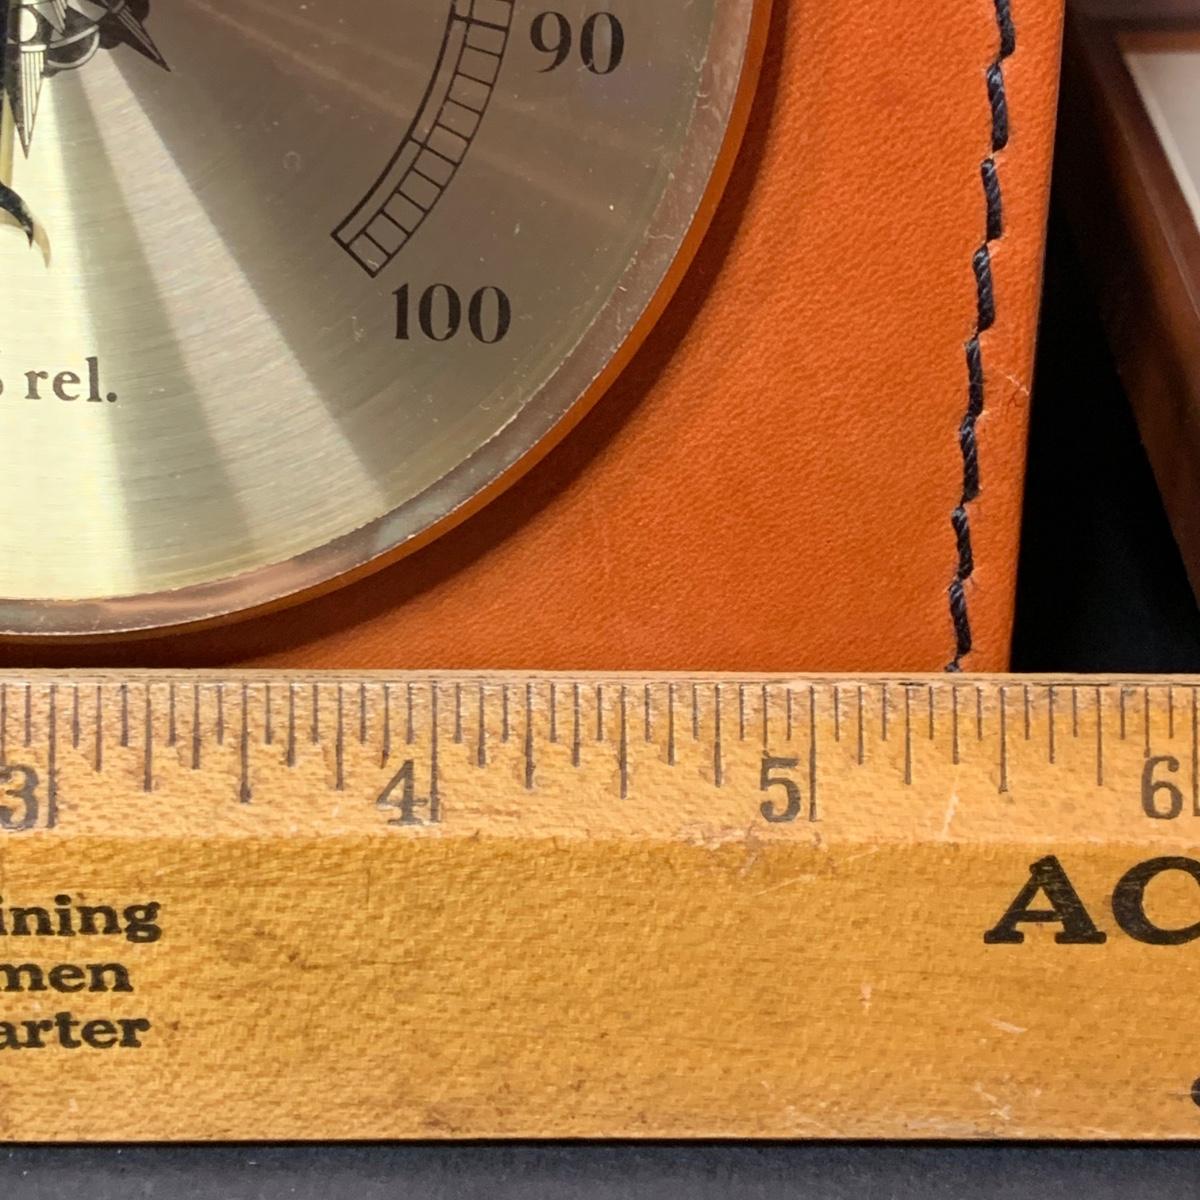 90
100
rel.
3 4 5 6
ining
men
arter
AC